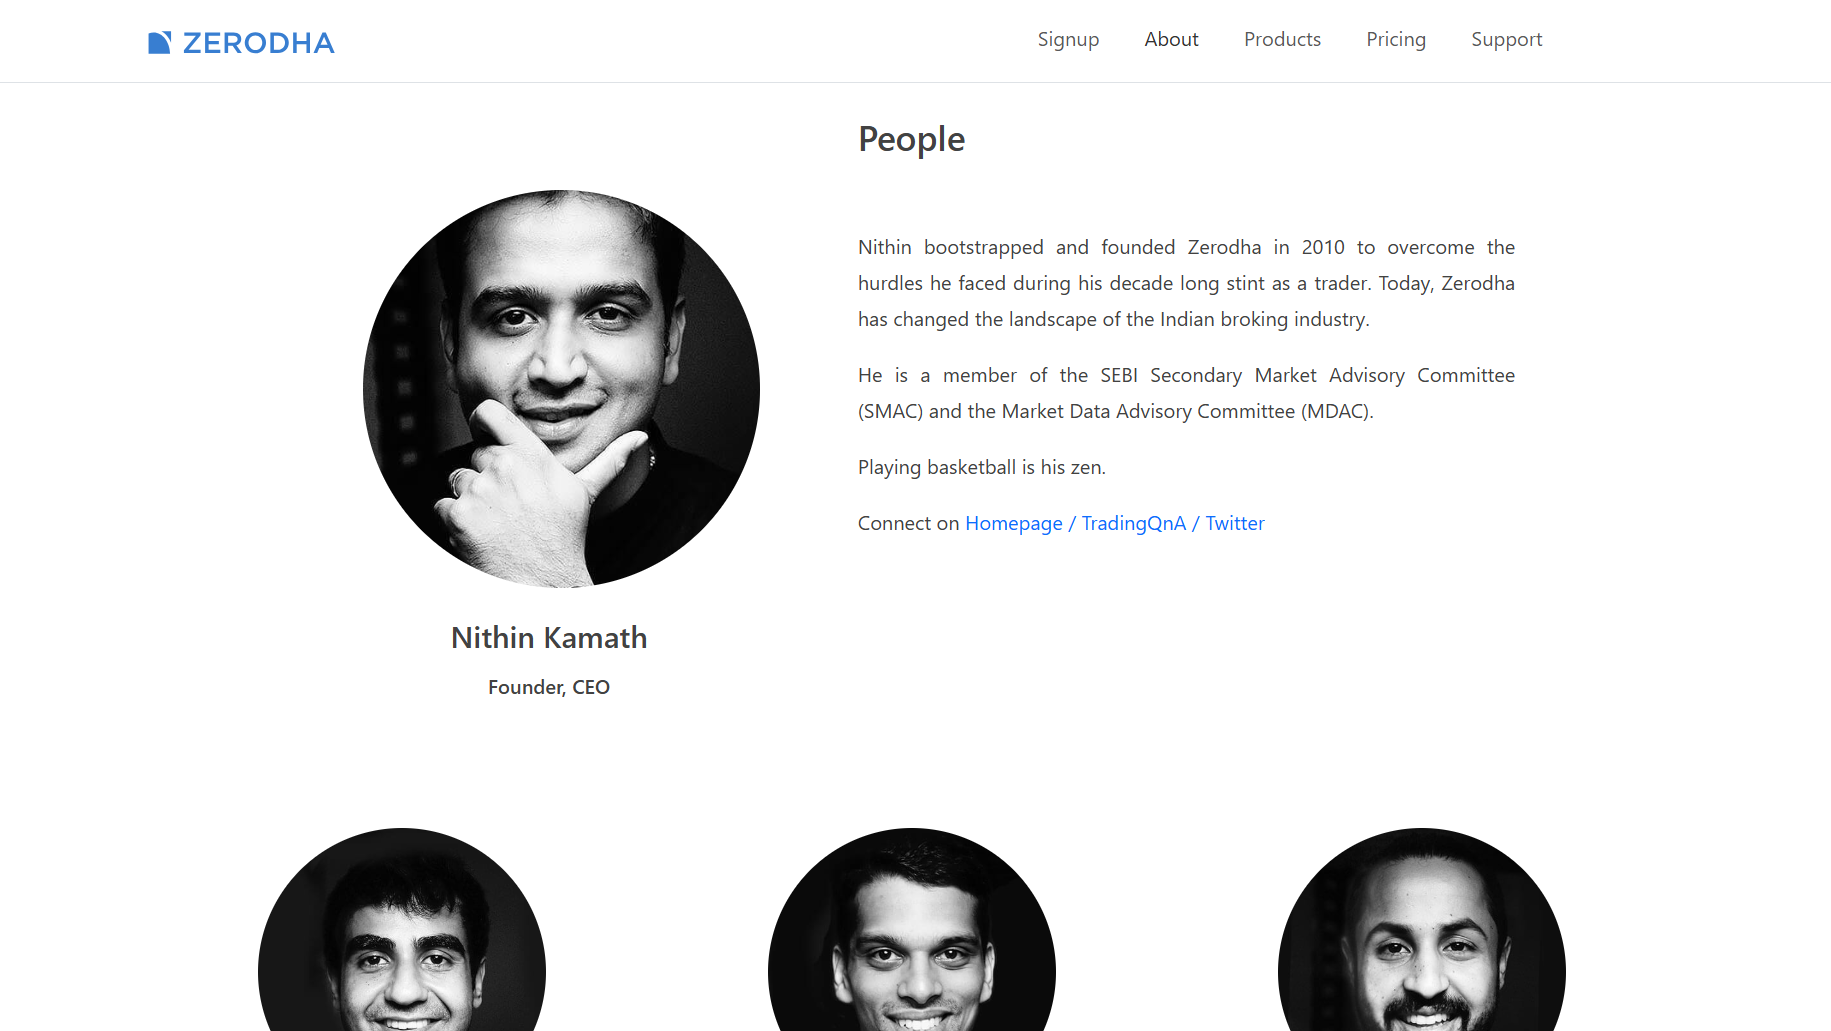 ZERODHA
Signup
About
Products
Pricing
Support
People
Nithin bootstrapped and founded Zerodha in 2010 to overcome the
hurdles he faced during his decade long stint as a trader. Today, Zerodha
has changed the landscape of the Indian broking industry.
He is a member of the SEBI Secondary Market Advisory Committee
(SMAC) and the Market Data Advisory Committee (MDAC).
Playing basketball is his zen.
Connect on Homepage / TradingQnA / Twitter
Nithin Kamath
Founder, CEO